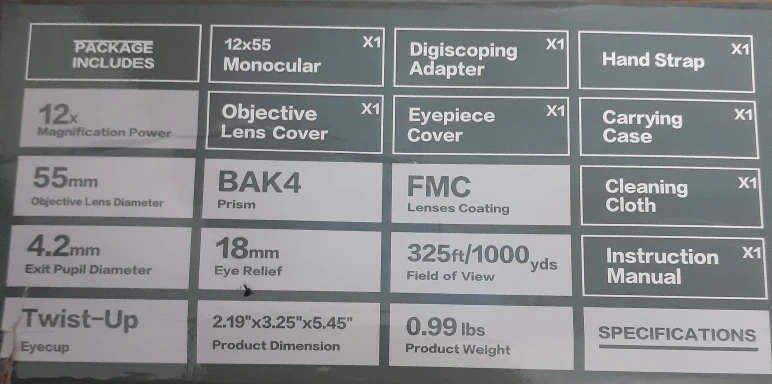 PACKAGE
INCLUDES
12x55
Monocular
X1
Digiscoping
Adapter
X1
Hand Strap
X1
12x
Magnification Power
Objective
Lens Cover
X1
Eyepiece
Cover
X1
Carrying
Case
X1
55mm
Objective Lens Diameter
BAK4
Prism
FMC
Lenses Coating
Cleaning
Cloth
X1
4.2mm
Exit Pupil Diameter
18mm
Eye Relief
325ft/1000yds
Field of View
Instruction
Manual
X1
Twist-Up
Eyecup
2.19"x3.25"x5.45"
Product Dimension
0.99 lbs
Product Weight
SPECIFICATIONS